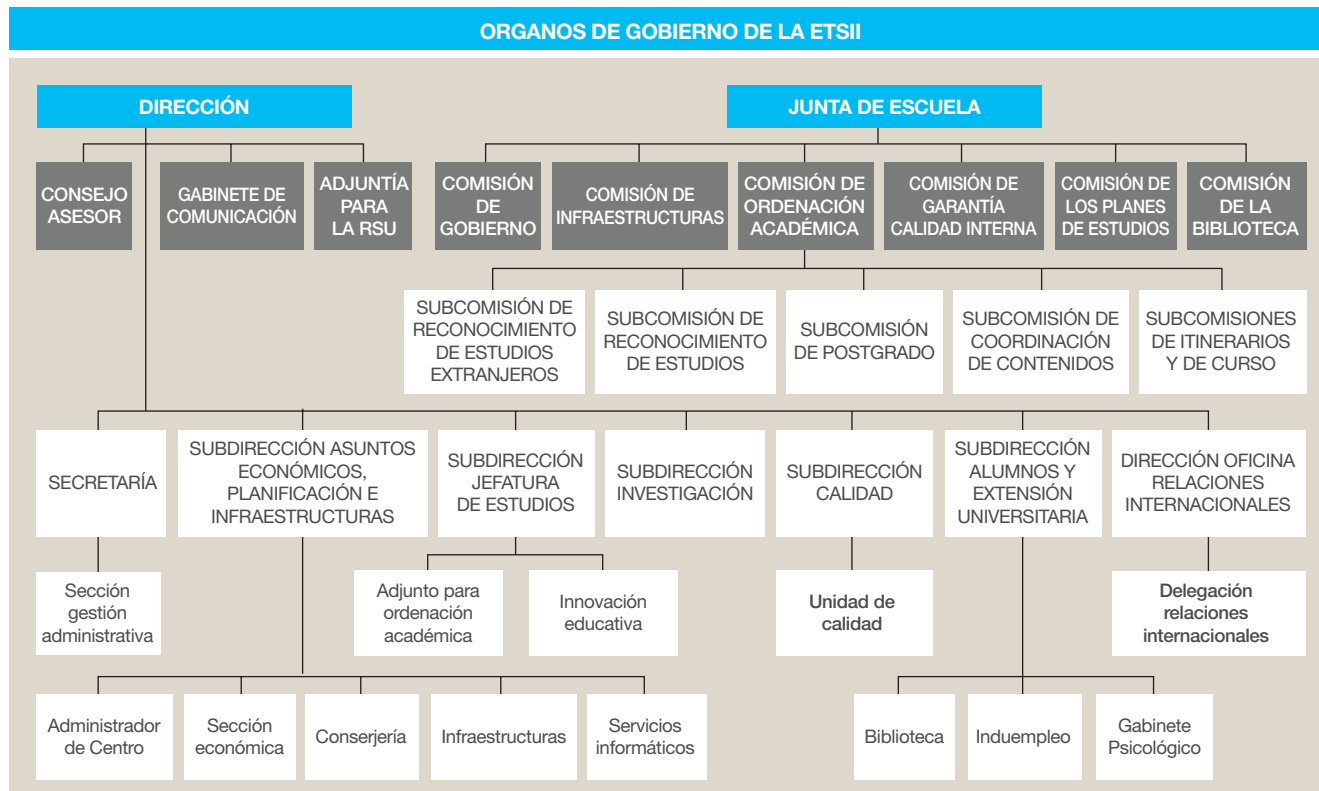 ORGANOS DE GOBIERNO DE LA ETSII
DIRECCIÓN
JUNTA DE ESCUELA
CONSEJO
ASESOR
GABINETE DE
COMUNICACIÓN
ADJUNTÍA
PARA
LA RSU
COMISIÓN
DE
GOBIERNO
COMISIÓN DE
INFRAESTRUCTURAS
COMISIÓN DE
ORDENACIÓN
ACADÉMICA
COMISIÓN DE
GARANTÍA
CALIDAD INTERNA
COMISIÓN DE
LOS PLANES
DE ESTUDIOS
COMISIÓN
DE LA
BIBLIOTECA
SUBCOMISIÓN DE
RECONOCIMIENTO
DE ESTUDIOS
EXTRANJEROS
SUBCOMISIÓN DE
RECONOCIMIENTO
DE ESTUDIOS
SUBCOMISIÓN
DE POSTGRADO
SUBCOMISIÓN DE
COORDINACIÓN
DE CONTENIDOS
SUBCOMISIONES
DE ITINERARIOS
Y DE CURSO
SECRETARÍA
SUBDIRECCIÓN ASUNTOS
ECONÓMICOS,
PLANIFICACIÓN E
INFRAESTRUCTURAS
SUBDIRECCIÓN
JEFATURA
DE ESTUDIOS
SUBDIRECCIÓN
INVESTIGACIÓN
SUBDIRECCIÓN
CALIDAD
SUBDIRECCIÓN
ALUMNOS Y
EXTENSIÓN
UNIVERSITARIA
DIRECCIÓN OFICINA
RELACIONES
INTERNACIONALES
Sección
gestión
administrativa
Adjunto para
ordenación
académica
Innovación
educativa
Unidad de
calidad
Delegación
relaciones
internacionales
Administrador
de Centro
Sección
económica
Conserjería
Infraestructuras
Servicios
informáticos
Biblioteca
Induempleo
Gabinete
Psicológico